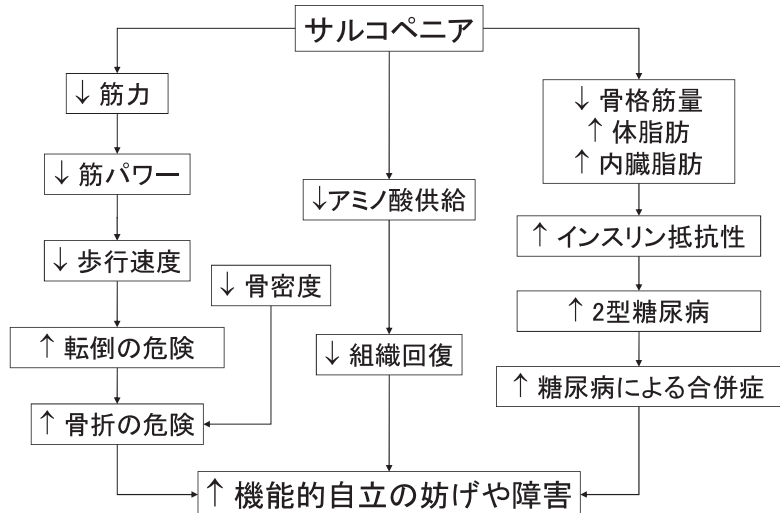 サルコペニア
↓ 筋力
↓ 筋パワー
↓ 歩行速度
↓ 骨密度
↑ 転倒の危険
↑ 骨折の危険
↓アミノ酸供給
↓ 組織回復
↓ 骨格筋量
↑ 体脂肪
↑ 内臓脂肪
↑ インスリン抵抗性
↑ 2型糖尿病
↑ 糖尿病による合併症
↑ 機能的自立の妨げや障害